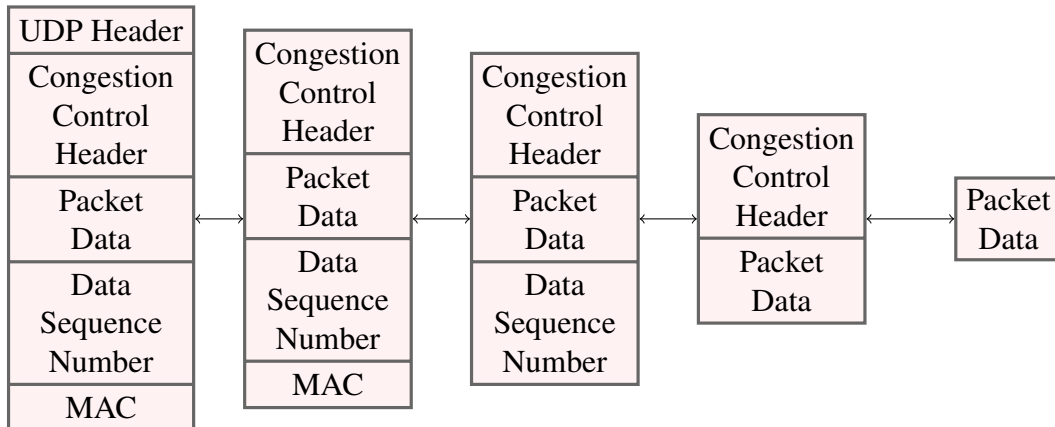 UDP Header
Congestion
Control
Header
Packet
Data
Data
Sequence
Number
MAC
Congestion
Control
Header
Packet
Data
Data
Sequence
Number
MAC
Congestion
Control
Header
Packet
Data
Data
Sequence
Number
Congestion
Control
Header
Packet
Data
Packet
Data